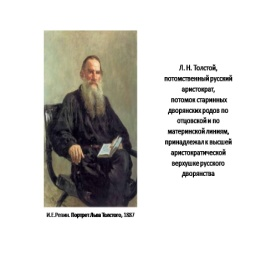 Л. Н. Толстой,
потомственный русский
аристократ,
потомок старинных
дворянских родов по
отцовской и по
материнской линиям,
принадлежал к высшей
аристократической
верхушке русского
дворянства
И.Е.Репин. Портрет Льва Толстого, 1887